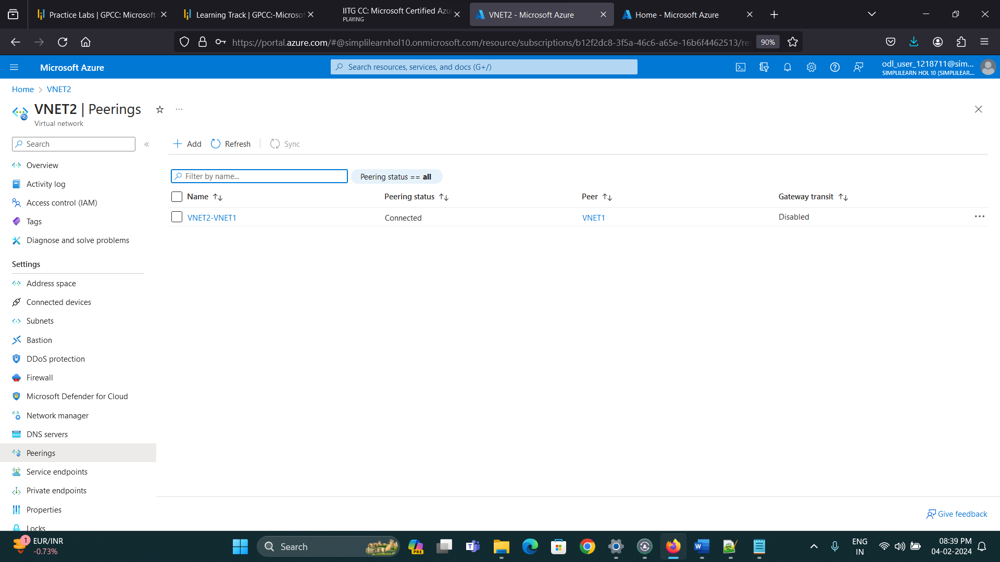 Practice Labs | GPCC: Microsoft
Learning Track | GPCC:-Microsof
IITG CC: Microsoft Certified Azu
PLAYING
VNET2 - Microsoft Azure
Home - Microsoft Azure
https://portal.azure.com/#@simplilearnhol10.onmicrosoft.com/resource/subscriptions/b12f2dc8-3f5a-46c6-a65e-16b6f4462513/re
90%
Microsoft Azure
Search resources, services, and docs (G+/)
odl_user_1218711@sim...
SIMPLILEARN HOL 10 (SIMPLILEAR...
Home > VNET2
VNET2 | Peerings
Virtual network
Search
Add
Refresh
Sync
Overview
Activity log
Access control (IAM)
Tags
Diagnose and solve problems
Settings
Address space
Connected devices
Subnets
Bastion
DDoS protection
Firewall
Microsoft Defender for Cloud
Network manager
DNS servers
Peerings
Service endpoints
Private endpoints
Properties
Locks
Filter by name...
Peering status == all
Name
Peering status
Peer
Gateway transit
VNET2-VNET1
Connected
VNET1
Disabled
Give feedback
1
EUR/INR
-0.73%
Search
PRE
ENG
IN
08:39 PM
04-02-2024